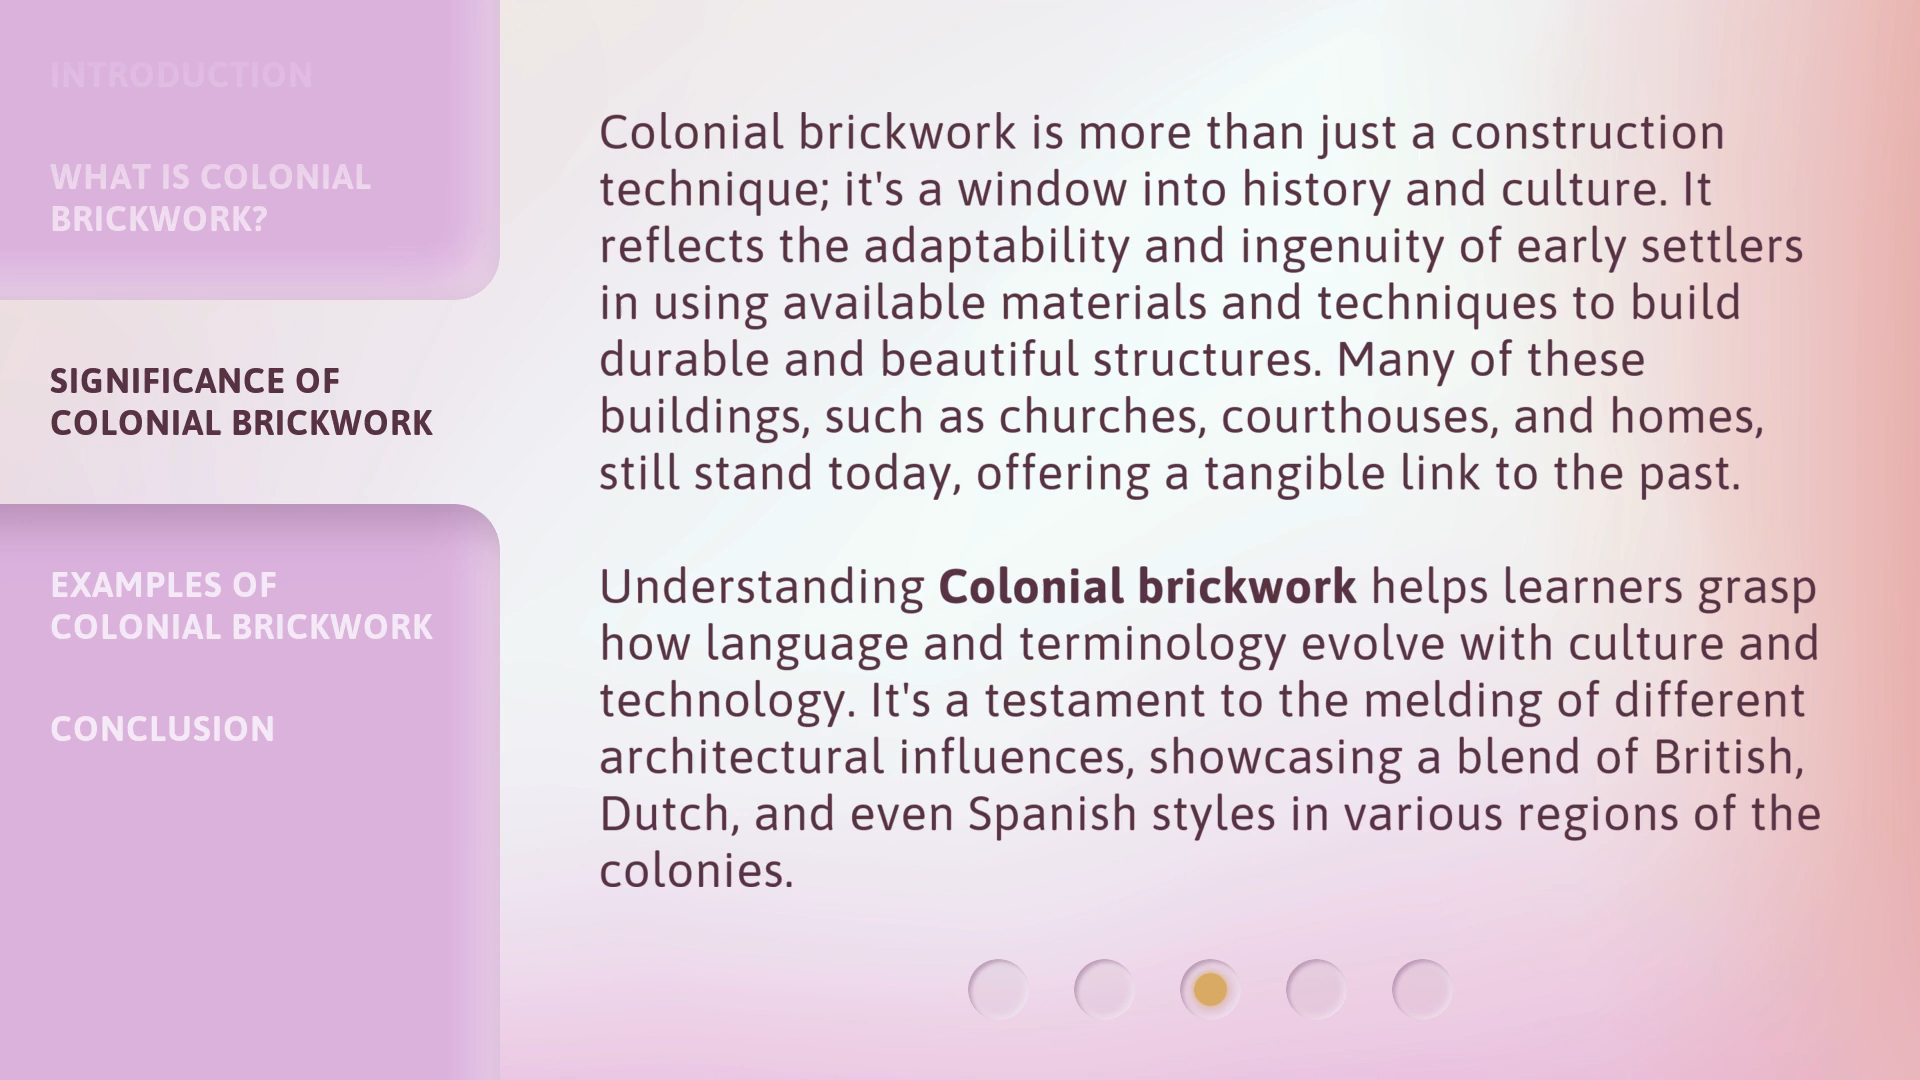 INTRODUCTION
WHAT IS COLONIAL
BRICKWORK?
SIGNIFICANCE OF
COLONIAL BRICKWORK
EXAMPLES OF
COLONIAL BRICKWORK
CONCLUSION
Colonial brickwork is more than just a construction
technique; it's a window into history and culture. It
reflects the adaptability and ingenuity of early settlers
in using available materials and techniques to build
durable and beautiful structures. Many of these
buildings, such as churches, courthouses, and homes,
still stand today, offering a tangible link to the past.
Understanding Colonial brickwork helps learners grasp
how language and terminology evolve with culture and
technology. It's a testament to the melding of different
architectural influences, showcasing a blend of British,
Dutch, and even Spanish styles in various regions of the
colonies.